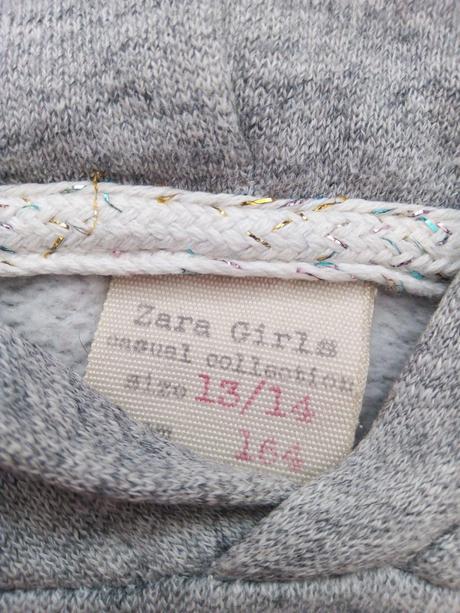 Zara Girls
casual collection
size 13/14
164